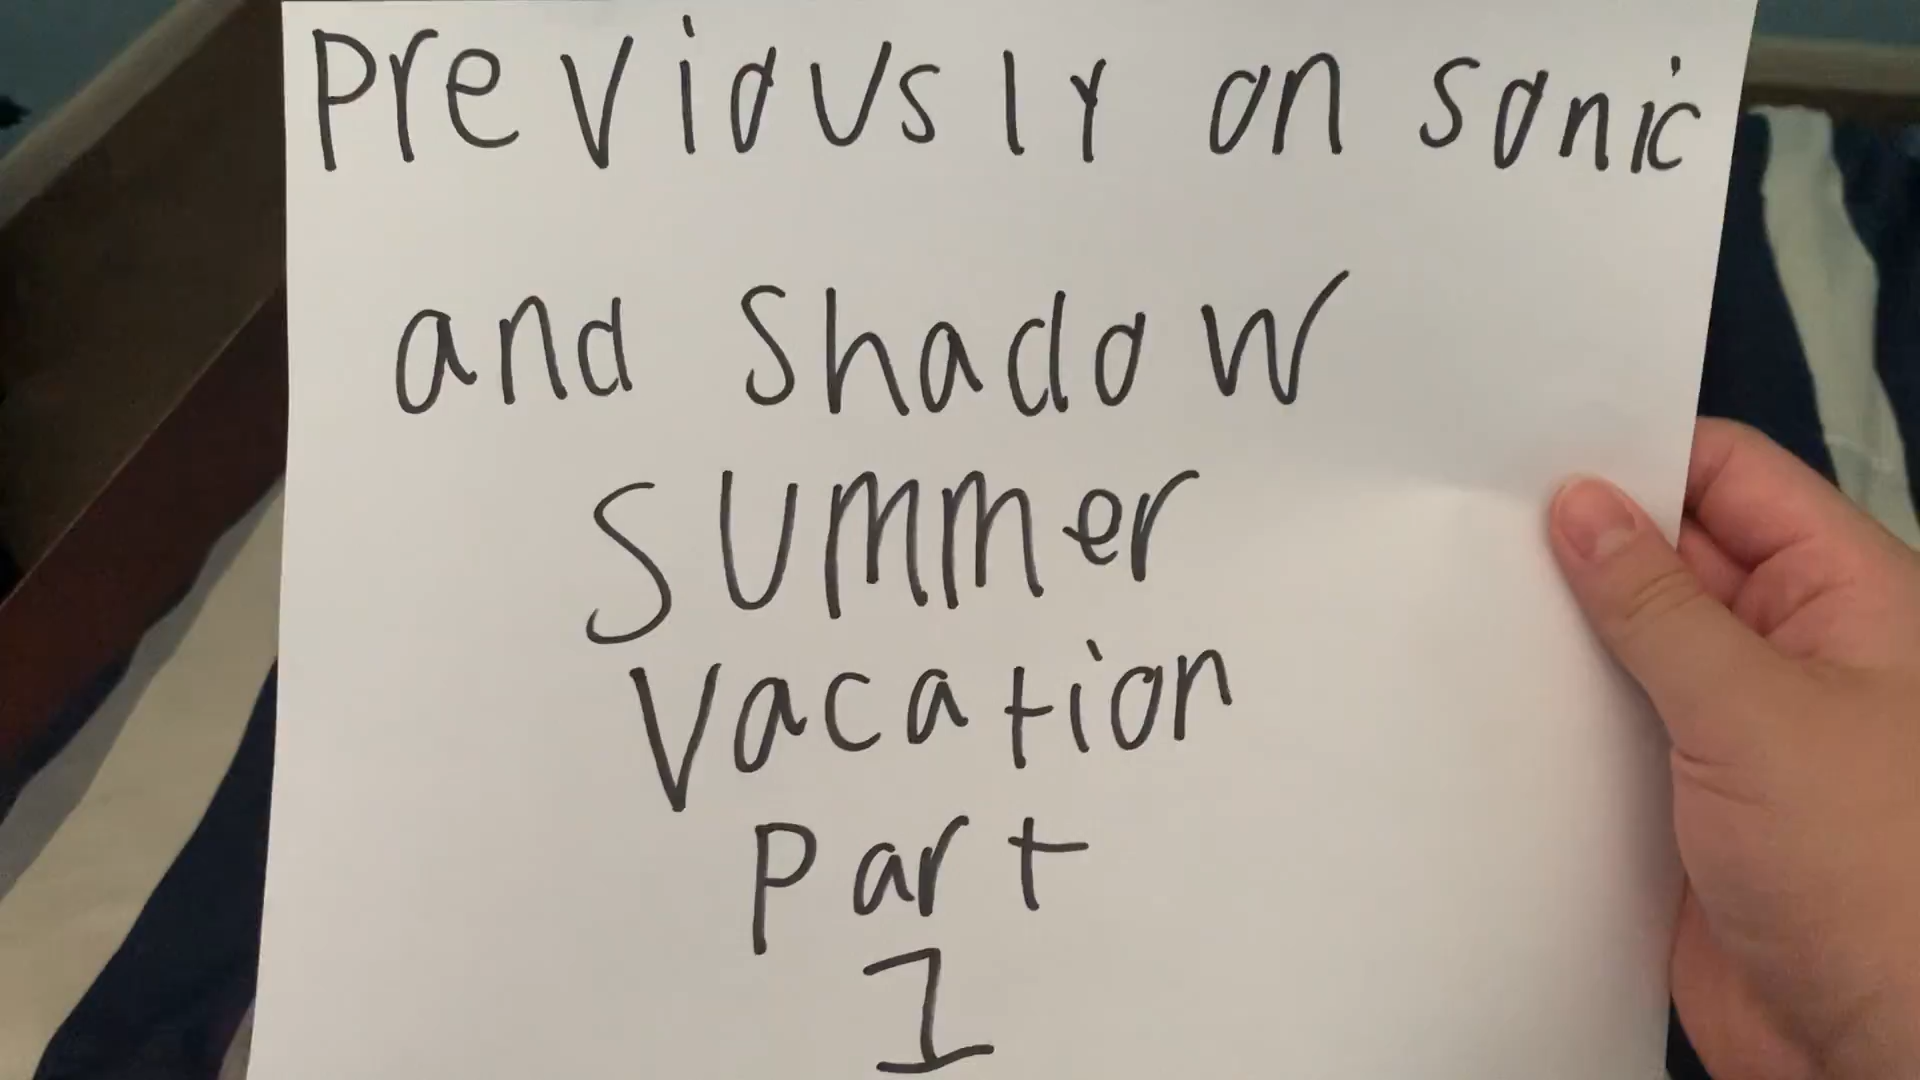 Previously on sonic
and Shadow
summer
Vacation
Part
1